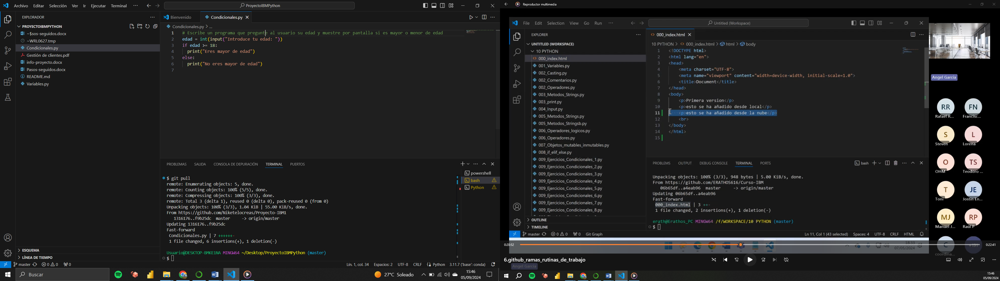 Archivo Editar Selección Ver Ir Ejecutar Terminal ··· ProyectoIBMPython
EXPLORADOR
PROYECTOIBMPYTHON
~$sos-seguidos.docx
~WRL0627.tmp
Condicionales.py
Gestión de clientes.pdf
info-proyecto.docx
Pasos-seguidos.docx
README.md
Variables.py
ESQUEMA
LÍNEA DE TIEMPO
Bienvenido Condicionales.py
Condicionales.py > ...
1 # Escribe un programa que pregunte al usuario su edad y muestre por pantalla si es mayor o menor de edad
2 edad = int(input("Introduce tu edad: "))
3 if edad >= 18:
4 print("Eres mayor de edad")
5 else:
6 print("No eres mayor de edad")
7
PROBLEMAS SALIDA CONSOLA DE DEPURACIÓN TERMINAL PUERTOS
powershell
bash
Python
$ git pull
remote: Enumerating objects: 5, done.
remote: Counting objects: 100% (5/5), done.
remote: Compressing objects: 100% (3/3), done.
remote: Total 3 (delta 1), reused 0 (delta 0), pack-reused 0 (from 0)
Unpacking objects: 100% (3/3), 1.04 KiB | 55.00 KiB/s, done.
From https://github.com/Niketelocreas/Proyecto-IBM1
1316176..f9b25dc master -> origin/master
Updating 1316176..f9b25dc
Fast-forward
Condicionales.py | 7 ++++++-
1 file changed, 6 insertions(+), 1 deletion(-)
Usuario@DESKTOP-BMKE1NA MINGW64 ~/Desktop/ProyectoIBMPython (master)
$
master 0 0 0 Lín. 1, col. 34 Espacios: 2 UTF-8 CRLF Python 3.11.7 ('base': conda)
Buscar 27°C Soleado 15:46
05/09/2024
Reproductor multimedia
File Edit Selection View Go Run ··· Untitled (Workspace)
EXPLORER
UNTITLED (WORKSPACE)
10 PYTHON
000_index.html
001_Variables.py
002_Casting.py
002_Comentarios.py
002_Operadores.py
003_Metodos_Strings.py
003_print.py
004_Input.py
005_Metodos_Strings.py
005_Metodos_Stringsb.py
006_Operadores_logicos.py
006_Operadores.py
007_Objetos_mutables_inmutables.py
008_if_elif_else.py
009_Ejercicios_Condicionales_1.py
009_Ejercicios_Condicionales_2.py
009_Ejercicios_Condicionales_3.py
009_Ejercicios_Condicionales_4.py
009_Ejercicios_Condicionales_5.py
009_Ejercicios_Condicionales_6.py
009_Ejercicios_Condicionales_7.py
009_Ejercicios_Condicionales_8.py
OUTLINE
TIMELINE
000_index.html
10 PYTHON > 000_index.html > html > body
1 <!DOCTYPE html>
2 <html lang="en">
3 <head>
4 <meta charset="UTF-8">
5 <meta name="viewport" content="width=device-width, initial-scale=1.0">
6 <title>Document</title>
7 </head>
8 <body>
9 <p>Primera version</p>
10 <p>esto se ha añadido desde local</p>
11 <p>esto se ha añadido desde la nube</p>
12 <br>
13 </body>
14 </html>
15
PROBLEMS OUTPUT DEBUG CONSOLE TERMINAL PORTS bash
Unpacking objects: 100% (3/3), 948 bytes | 5.00 KiB/s, done.
From https://github.com/ERATHOS616/Curso-IBM
06b65df..a4eab96 master -> origin/master
Updating 06b65df..a4eab96
Fast-forward
000_index.html | 3 ++-
1 file changed, 2 insertions(+), 1 deletion(-)
erath@Erathos_PC MINGW64 /f/WORKSPACE/10 PYTHON (master)
$
master 0 0 0 Git Graph Ln 11, Col 1 (43 selected) Spaces: 4 UTF-8 CRLF HTML
Angel García
RR FN
Rafael R... Francisc...
S L
Steven Lorena
O TS
OHM Teodoro ...
T JE
Toni Jostin En...
MJ RP
Manuel J... Raúl P
C +191
coordina...
18:33
07/05/2024
0:20:52 0:22:41
6.github_ramas_rutinas_de_trabajo
10 30
Angel García
15:46
05/09/2024